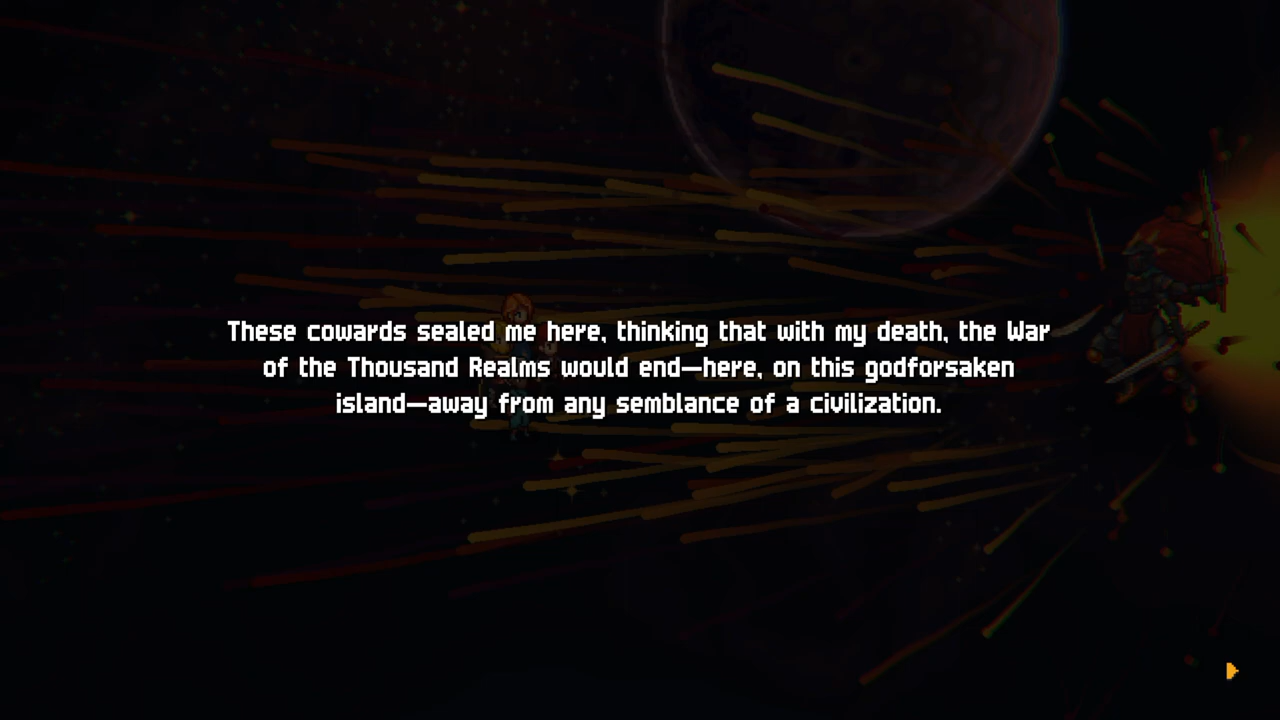 These cowards sealed me here, thinking that with my death, the War
of the Thousand Realms would end—here, on this godforsaken
island—away from any semblance of a civilization.